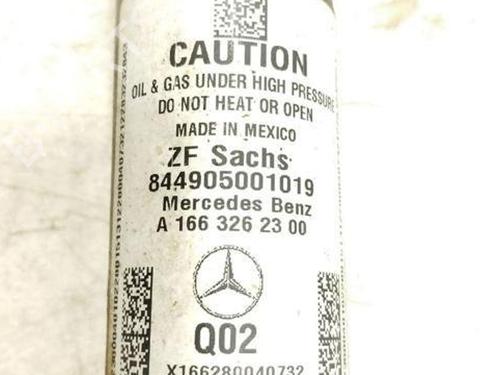 CAUTION
OIL & GAS UNDER HIGH PRESSURE
DO NOT HEAT OR OPEN
MADE IN MEXICO
ZF Sachs
844905001019
Mercedes Benz
A 166 326 23 00
Q02
X166280040732